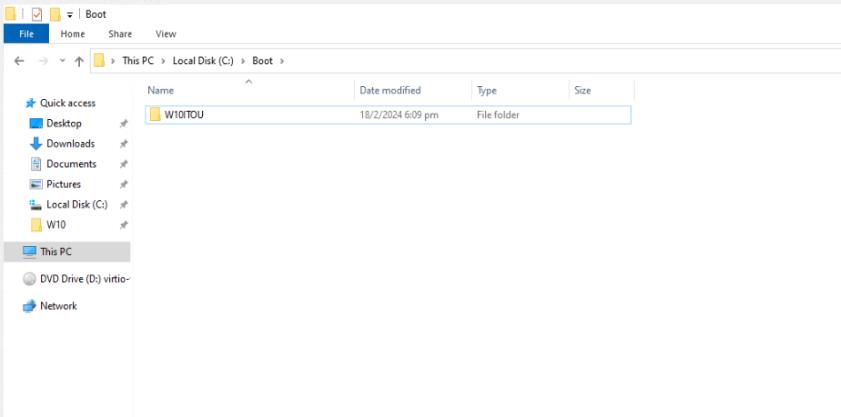 Boot
File Home Share View
This PC Local Disk (C:) Boot
Name Date modified Type Size
W10ITOU 18/2/2024 6:09 pm File folder
Quick access
Desktop
Downloads
Documents
Pictures
Local Disk (C:)
W10
This PC
DVD Drive (D:) virtio-
Network